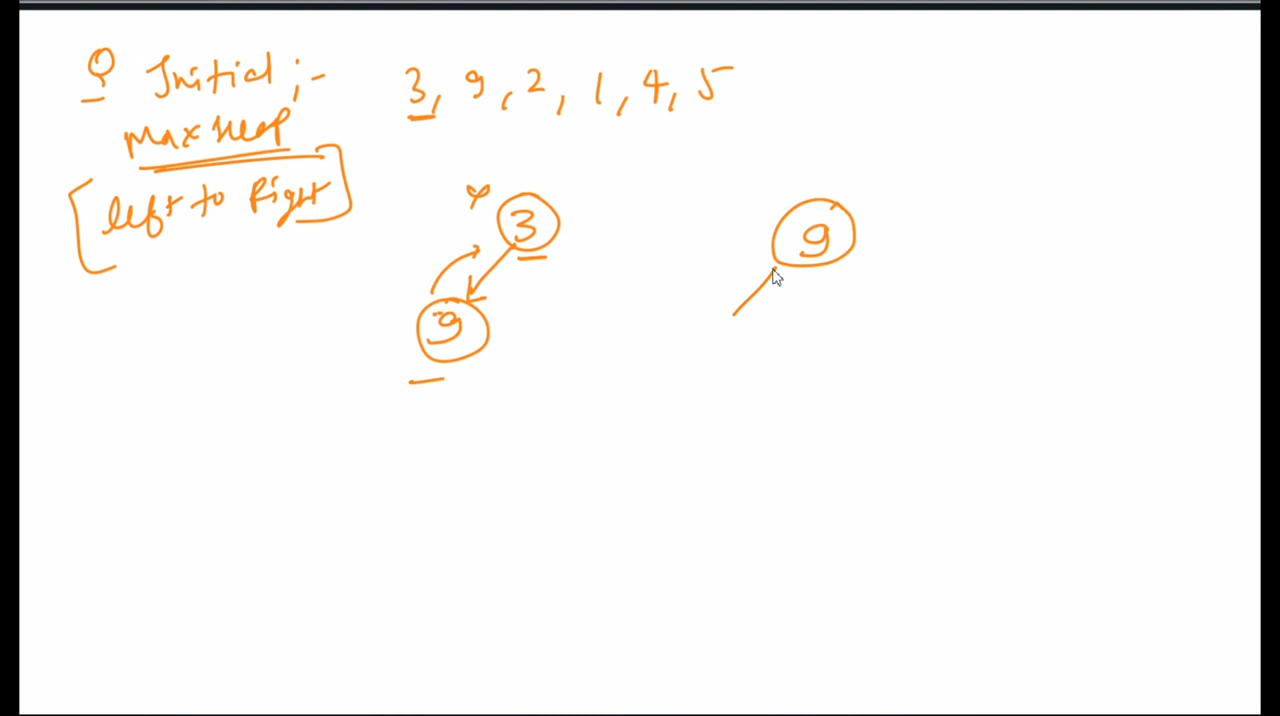 Q Initial :- 3, 9, 2, 1, 4, 5
Max Heap
[left to Right]
3
9
9